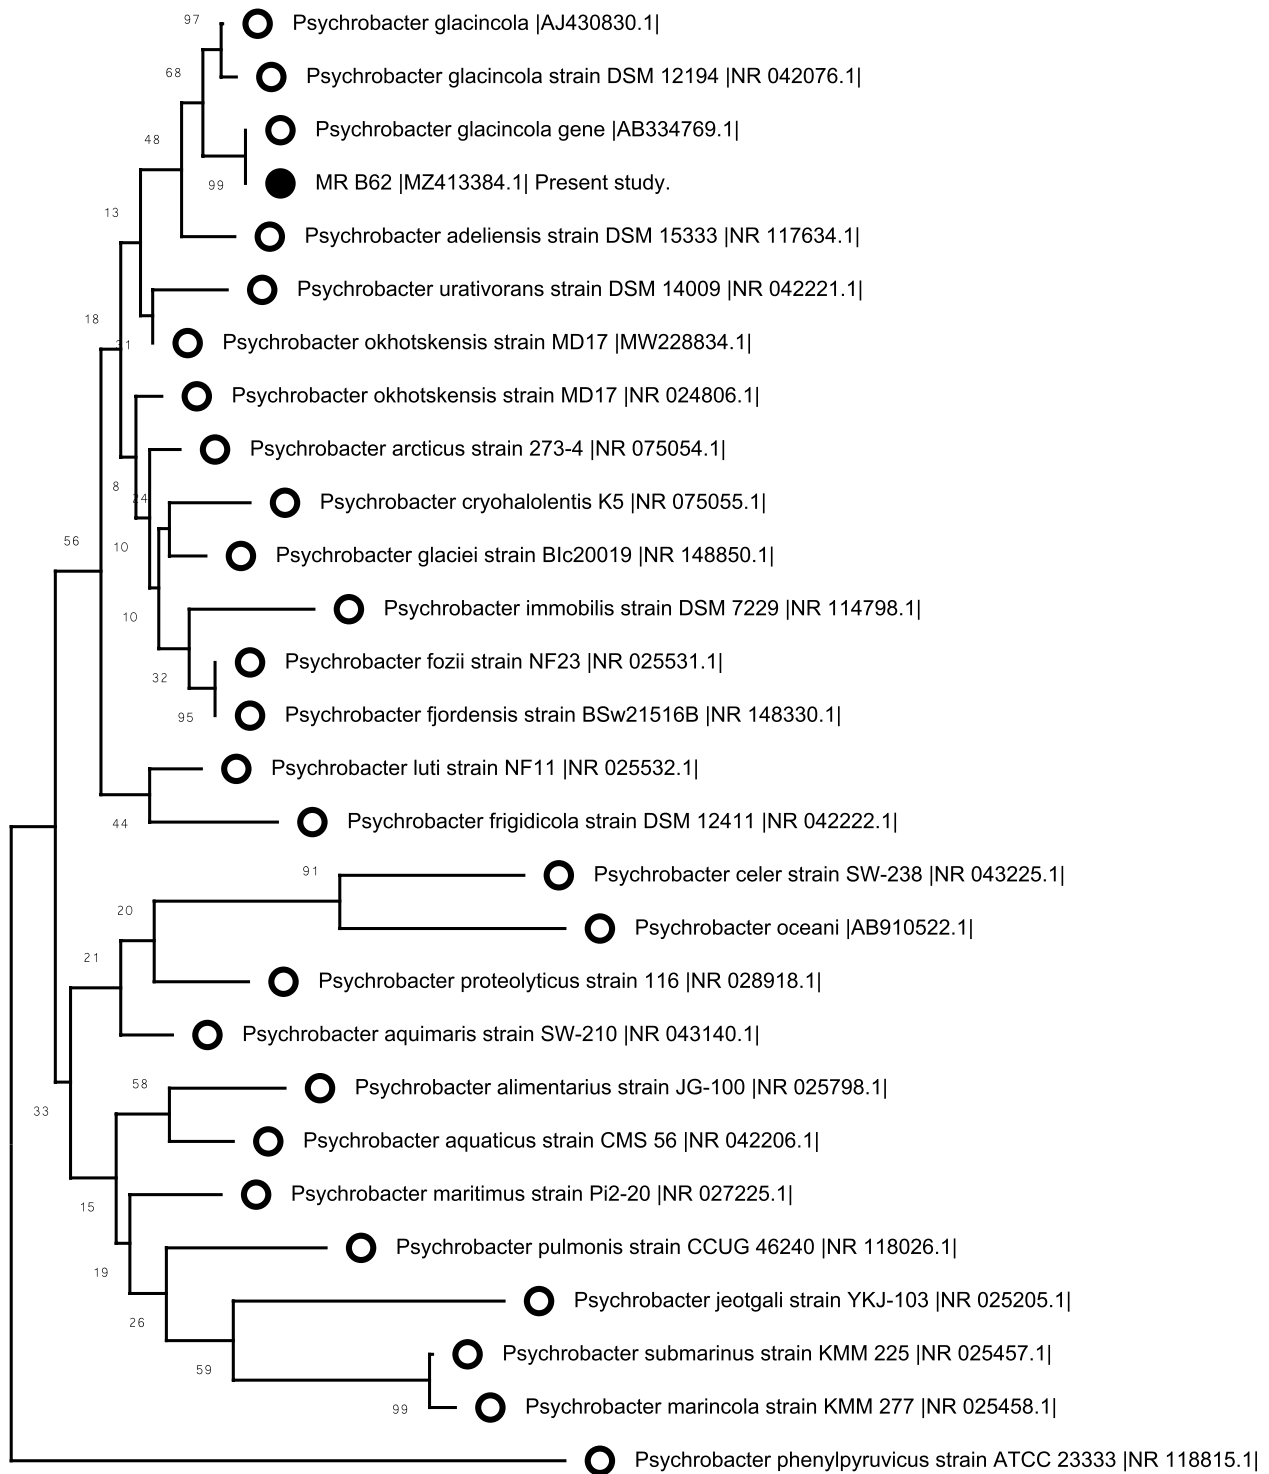 97
Psychrobacter glacincola |AJ430830.1|
68
Psychrobacter glacincola strain DSM 12194 |NR 042076.1|
Psychrobacter glacincola gene |AB334769.1|
48
99
MR B62 |MZ413384.1| Present study.
13
Psychrobacter adeliensis strain DSM 15333 |NR 117634.1|
Psychrobacter urativorans strain DSM 14009 |NR 042221.1|
18
Psychrobacter okhotskensis strain MD17 |MW228834.1|
Psychrobacter okhotskensis strain MD17 |NR 024806.1|
Psychrobacter arcticus strain 273-4 |NR 075054.1|
8
24
Psychrobacter cryohalolentis K5 |NR 075055.1|
56
10
Psychrobacter glaciei strain BIc20019 |NR 148850.1|
10
Psychrobacter immobilis strain DSM 7229 |NR 114798.1|
Psychrobacter fozii strain NF23 |NR 025531.1|
32
95
Psychrobacter fjordensis strain BSw21516B |NR 148330.1|
Psychrobacter luti strain NF11 |NR 025532.1|
44
Psychrobacter frigidicola strain DSM 12411 |NR 042222.1|
91
Psychrobacter celer strain SW-238 |NR 043225.1|
20
Psychrobacter oceani |AB910522.1|
21
Psychrobacter proteolyticus strain 116 |NR 028918.1|
Psychrobacter aquimaris strain SW-210 |NR 043140.1|
58
Psychrobacter alimentarius strain JG-100 |NR 025798.1|
33
Psychrobacter aquaticus strain CMS 56 |NR 042206.1|
15
Psychrobacter maritimus strain Pi2-20 |NR 027225.1|
19
Psychrobacter pulmonis strain CCUG 46240 |NR 118026.1|
26
Psychrobacter jeotgali strain YKJ-103 |NR 025205.1|
59
Psychrobacter submarinus strain KMM 225 |NR 025457.1|
99
Psychrobacter marincola strain KMM 277 |NR 025458.1|
Psychrobacter phenylpyruvicus strain ATCC 23333 |NR 118815.1|